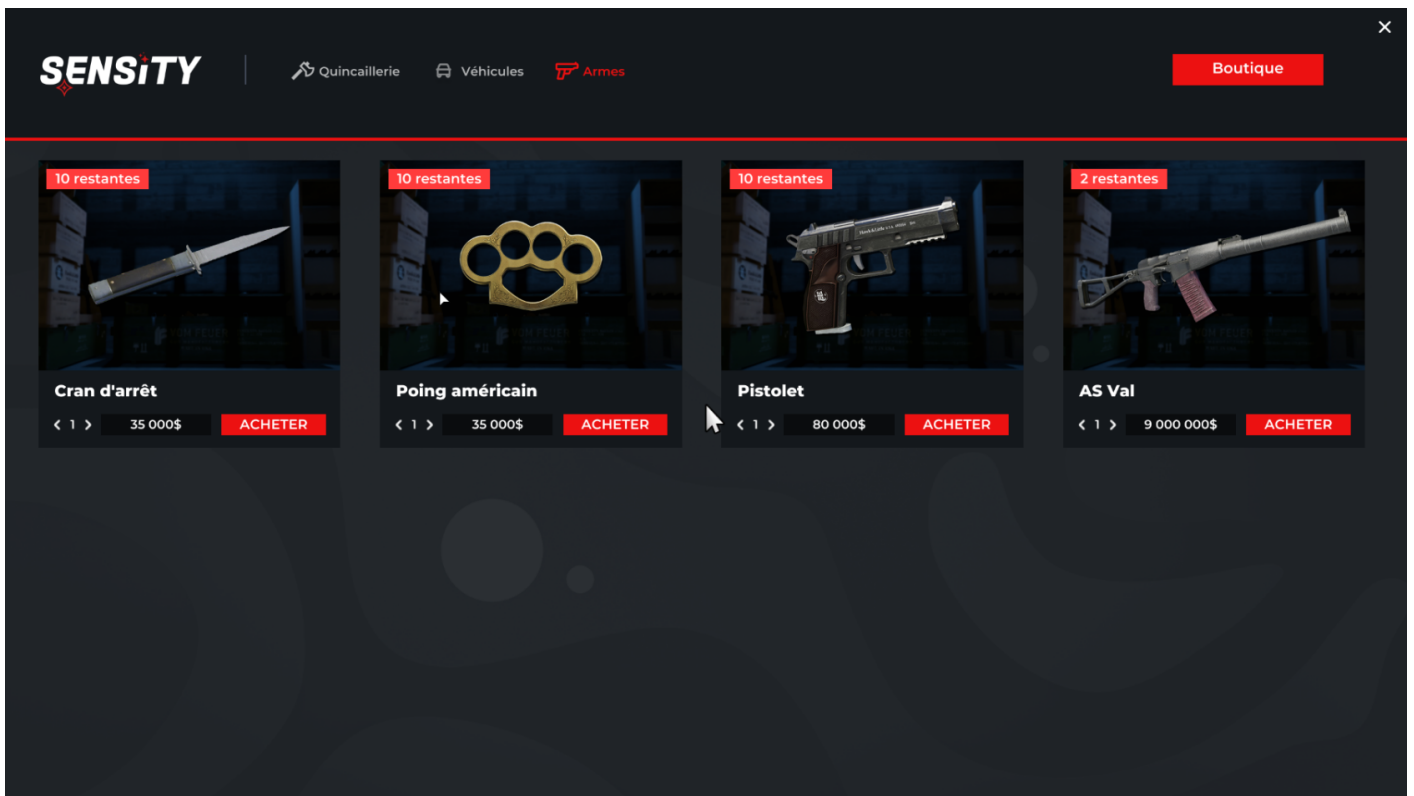 SENSiTY
Quincaillerie
Véhicules
Armes
Boutique
10 restantes
10 restantes
10 restantes
2 restantes
Cran d'arrêt
Poing américain
Pistolet
AS Val
1 35 000$ ACHETER
1 35 000$ ACHETER
1 80 000$ ACHETER
1 9 000 000$ ACHETER